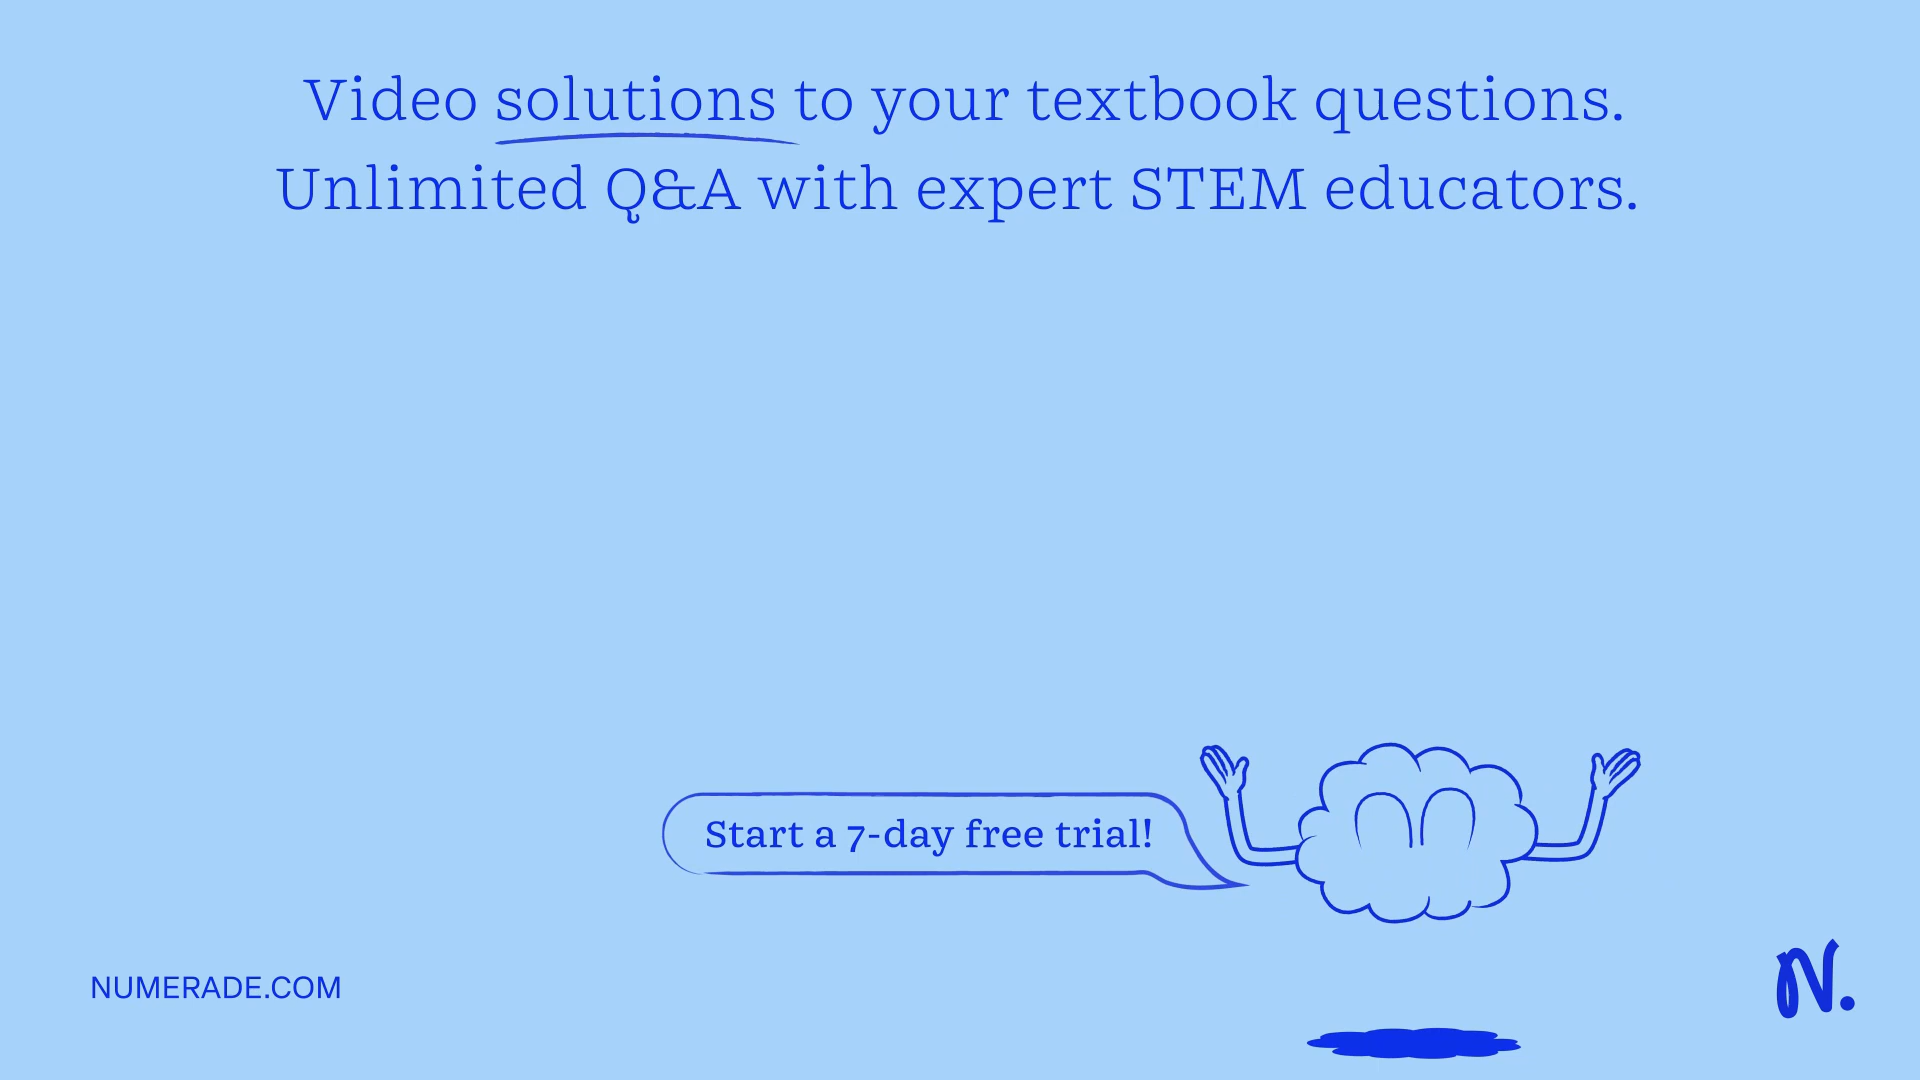 Video solutions to your textbook questions.
Unlimited Q&A with expert STEM educators.
Start a 7-day free trial!
NUMERADE.COM
N.